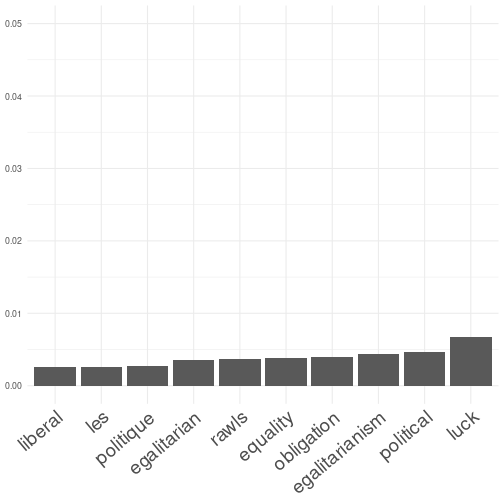 0.05
0.04
0.03
0.02
0.01
0.00
liberal
les
politique
egalitarian
rawls
equality
obligation
egalitarianism
political
luck